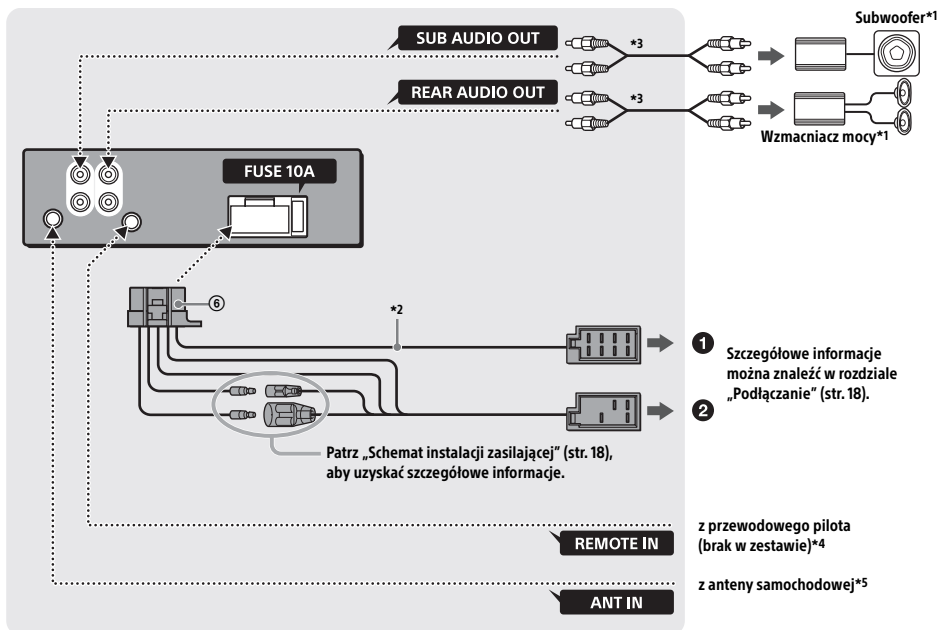 Subwoofer*1
SUB AUDIO OUT
*3
REAR AUDIO OUT
*3
Wzmacniacz mocy*1
FUSE 10A
⑥
*2
❶
Szczegółowe informacje
można znaleźć w rozdziale
„Podłączanie” (str. 18).
❷
Patrz „Schemat instalacji zasilającej” (str. 18),
aby uzyskać szczegółowe informacje.
REMOTE IN
z przewodowego pilota
(brak w zestawie)*4
z anteny samochodowej*5
ANT IN